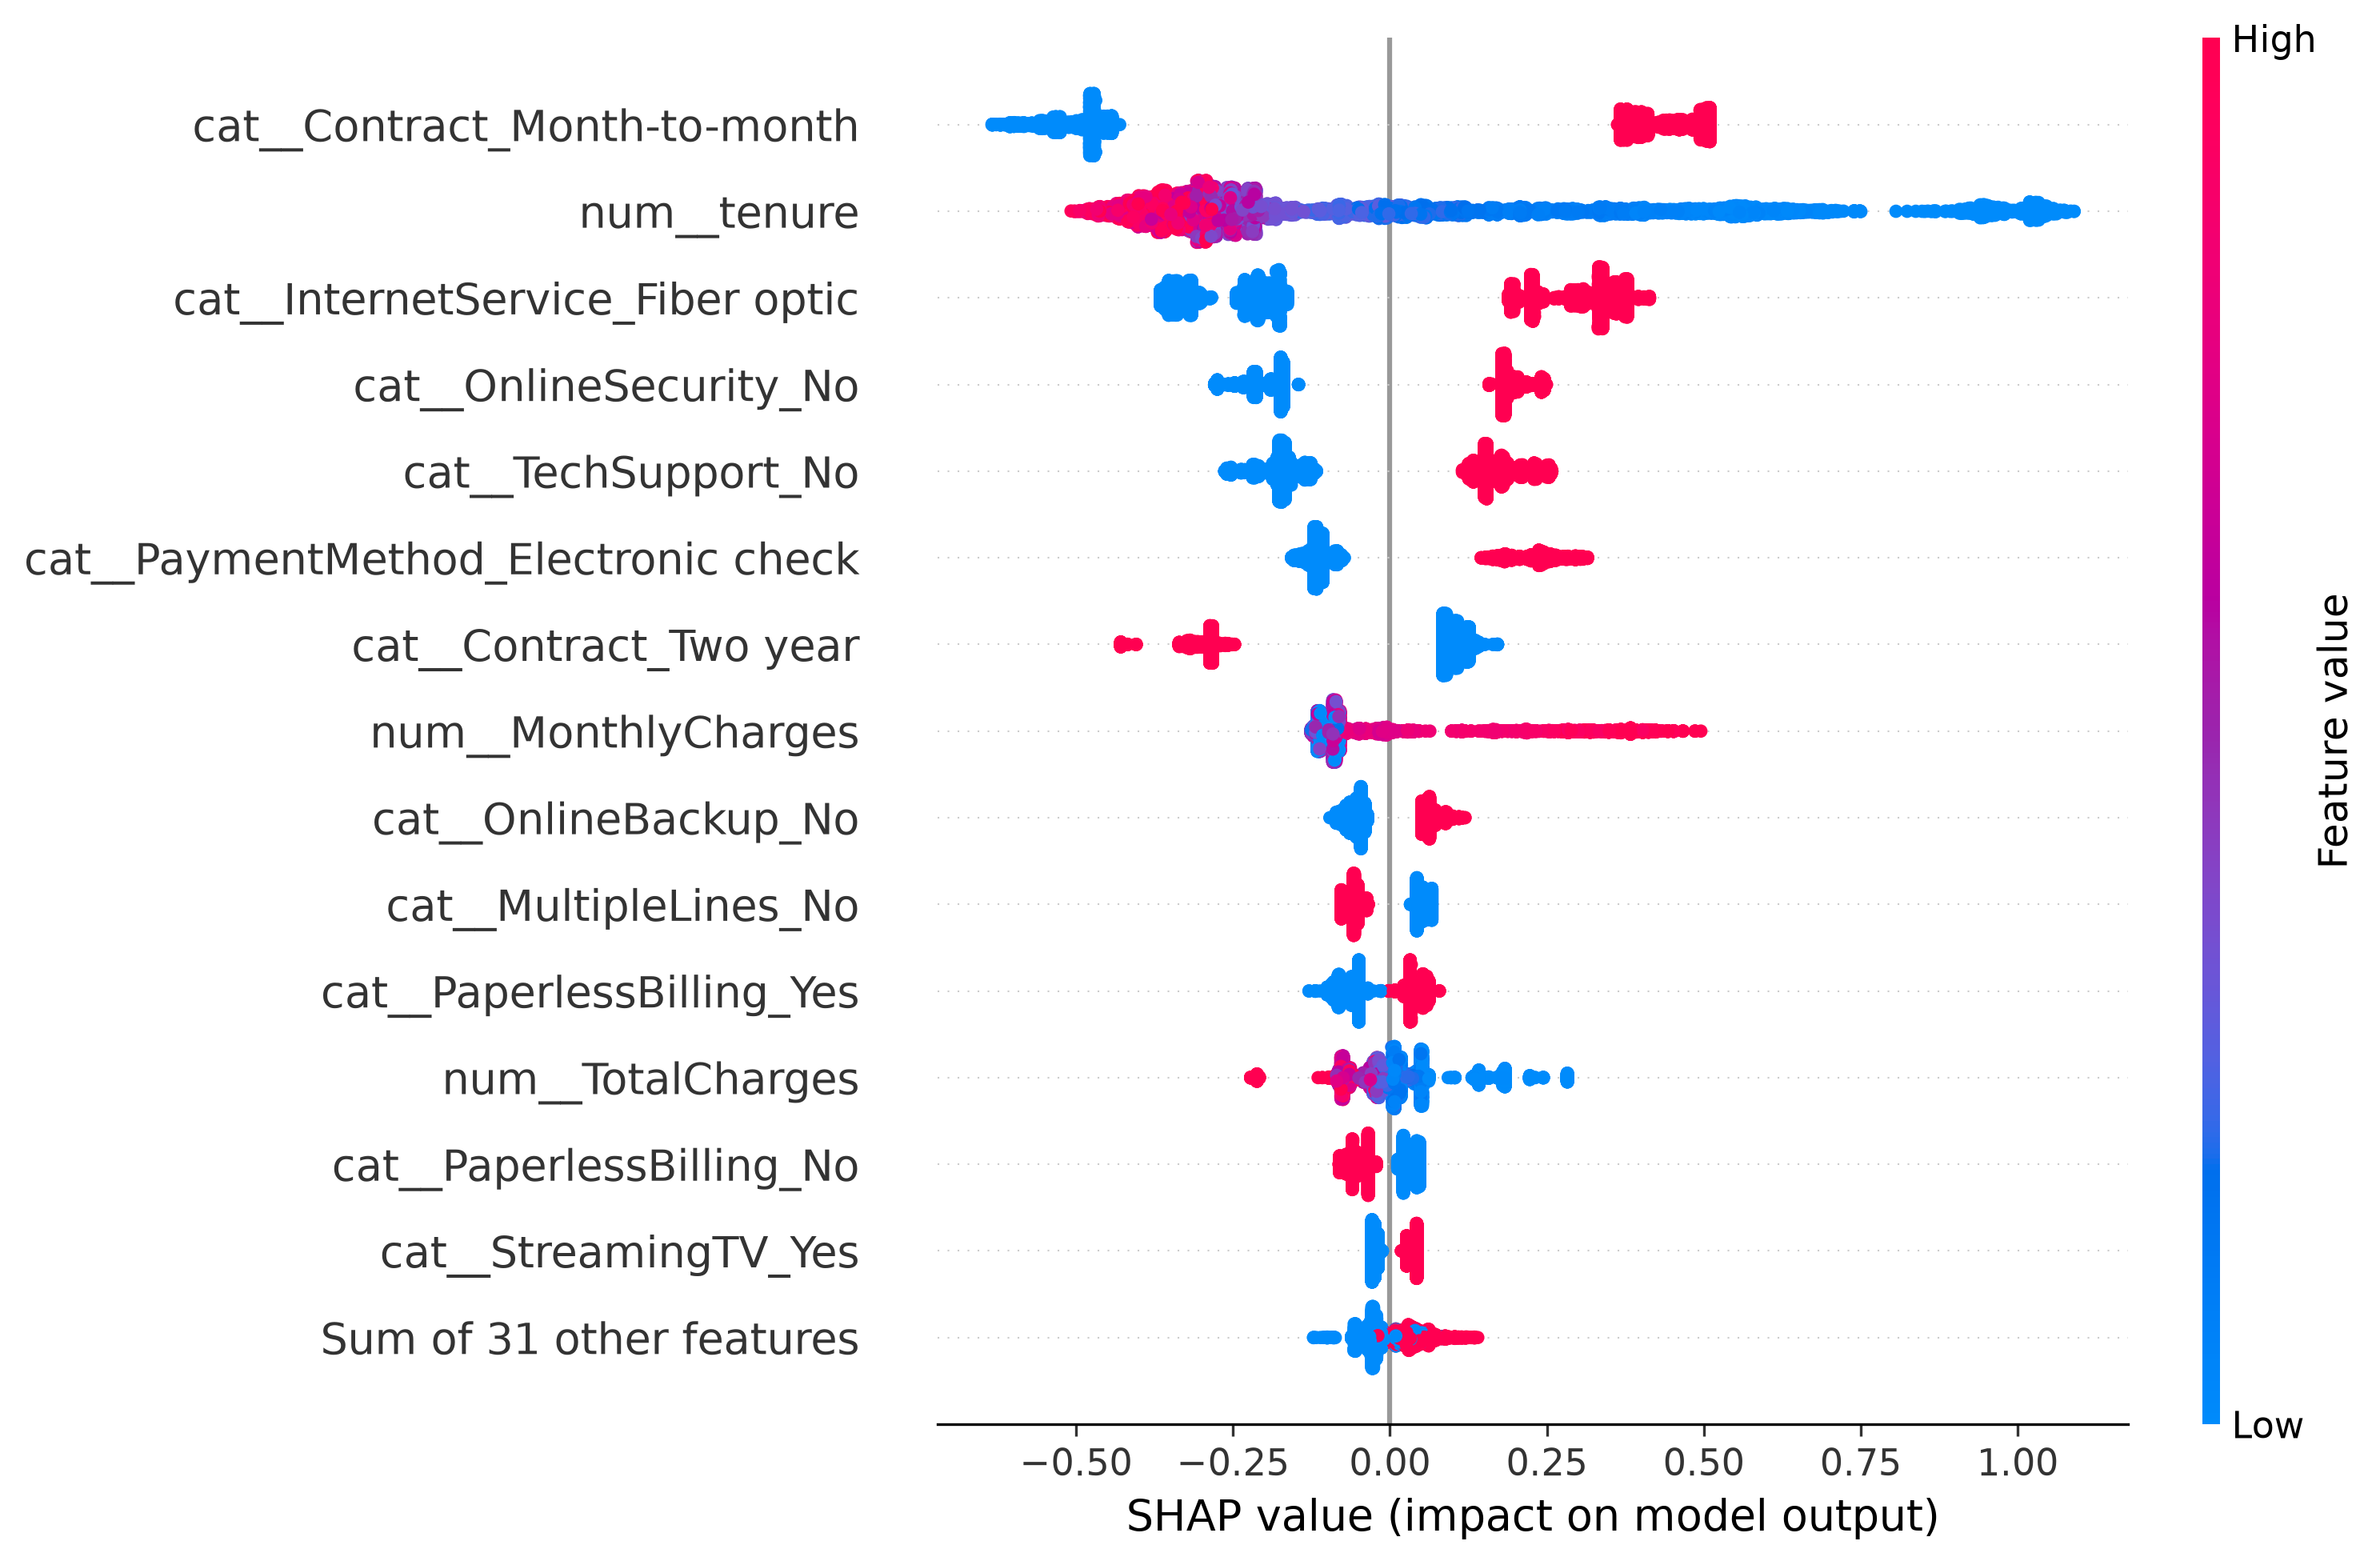 High
cat__Contract_Month-to-month
num__tenure
cat__InternetService_Fiber optic
cat__OnlineSecurity_No
cat__TechSupport_No
cat__PaymentMethod_Electronic check
cat__Contract_Two year
num__MonthlyCharges
cat__OnlineBackup_No
cat__MultipleLines_No
cat__PaperlessBilling_Yes
num__TotalCharges
cat__PaperlessBilling_No
cat__StreamingTV_Yes
Sum of 31 other features
Feature value
Low
−0.50 −0.25 0.00 0.25 0.50 0.75 1.00
SHAP value (impact on model output)